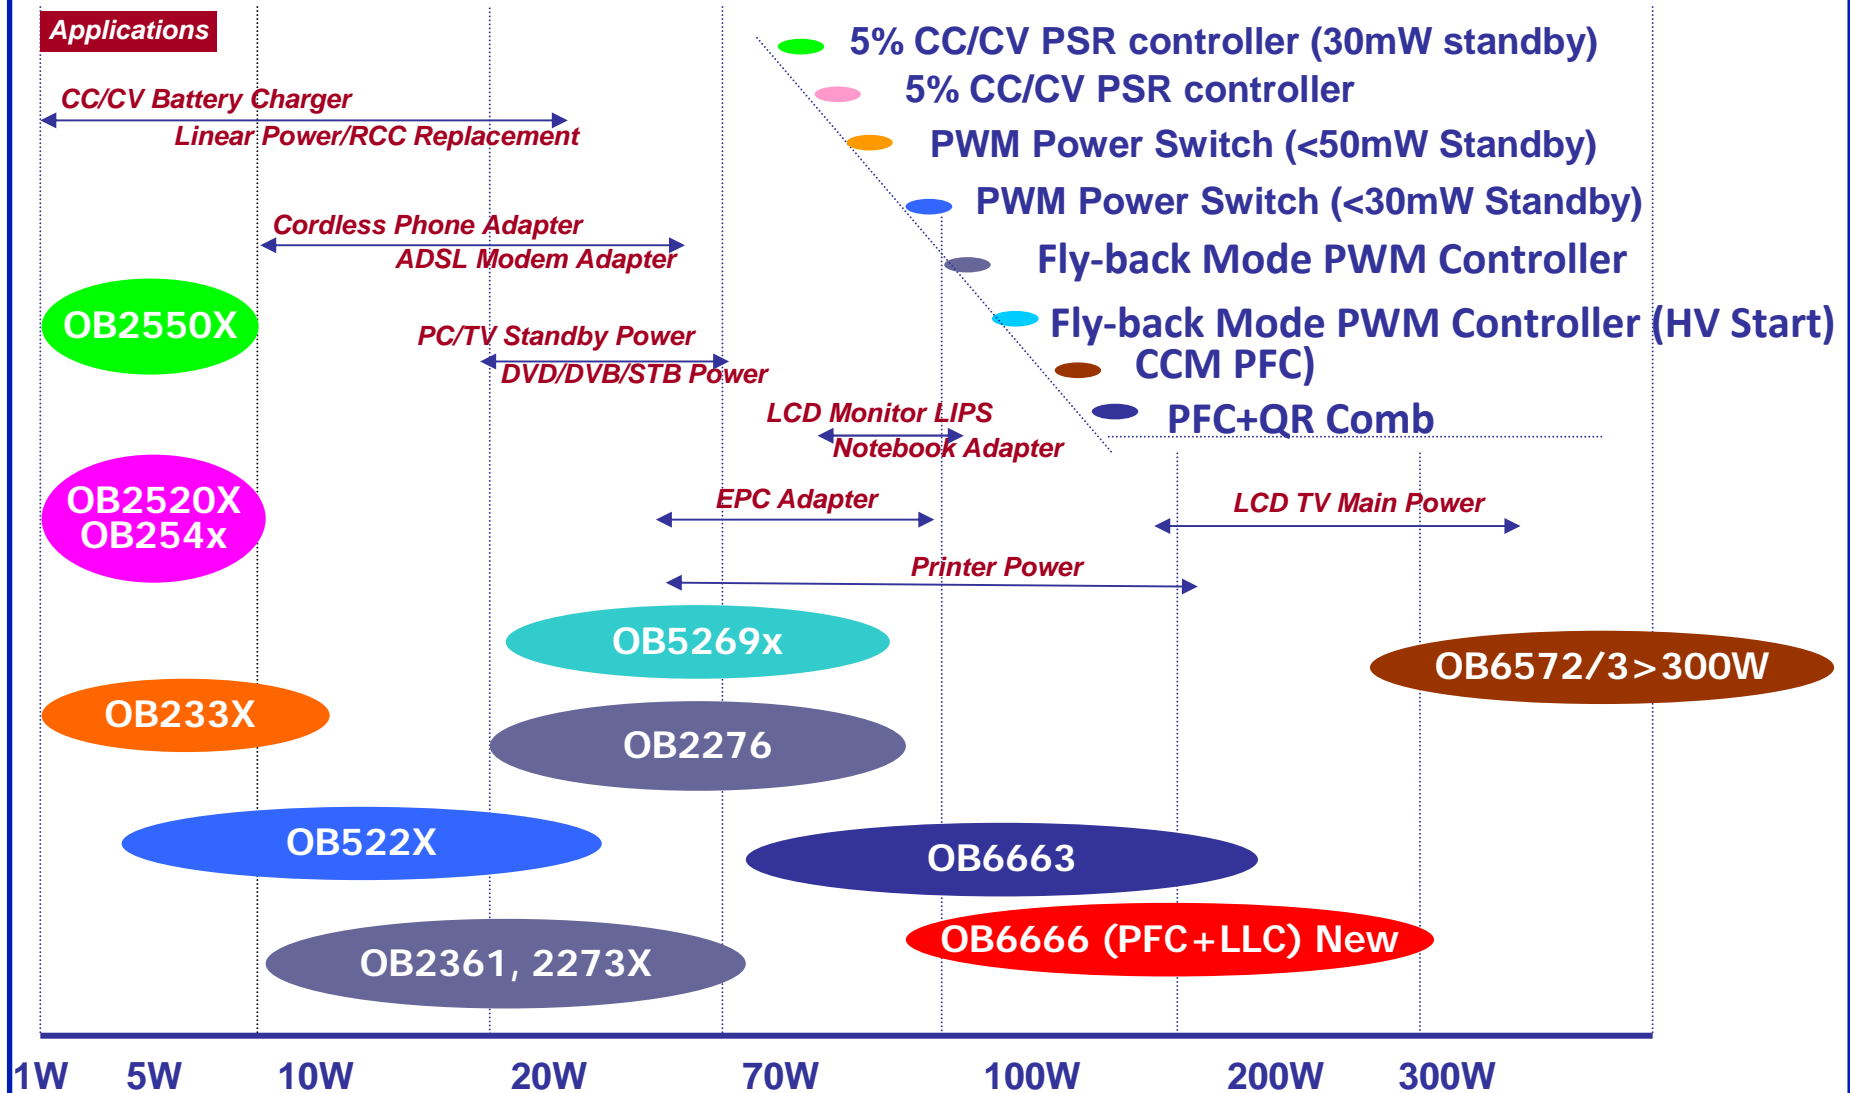 Applications
5% CC/CV PSR controller (30mW standby)
5% CC/CV PSR controller
CC/CV Battery Charger
Linear Power/RCC Replacement
PWM Power Switch (<50mW Standby)
PWM Power Switch (<30mW Standby)
Cordless Phone Adapter
ADSL Modem Adapter
Fly-back Mode PWM Controller
OB2550X
Fly-back Mode PWM Controller (HV Start)
PC/TV Standby Power
DVD/DVB/STB Power
CCM PFC)
LCD Monitor LIPS
Notebook Adapter
PFC+QR Comb
OB2520X
OB254x
EPC Adapter
LCD TV Main Power
Printer Power
OB5269x
OB6572/3>300W
OB233X
OB2276
OB522X
OB6663
OB6666 (PFC+LLC) New
OB2361, 2273X
1W 5W 10W 20W 70W 100W 200W 300W